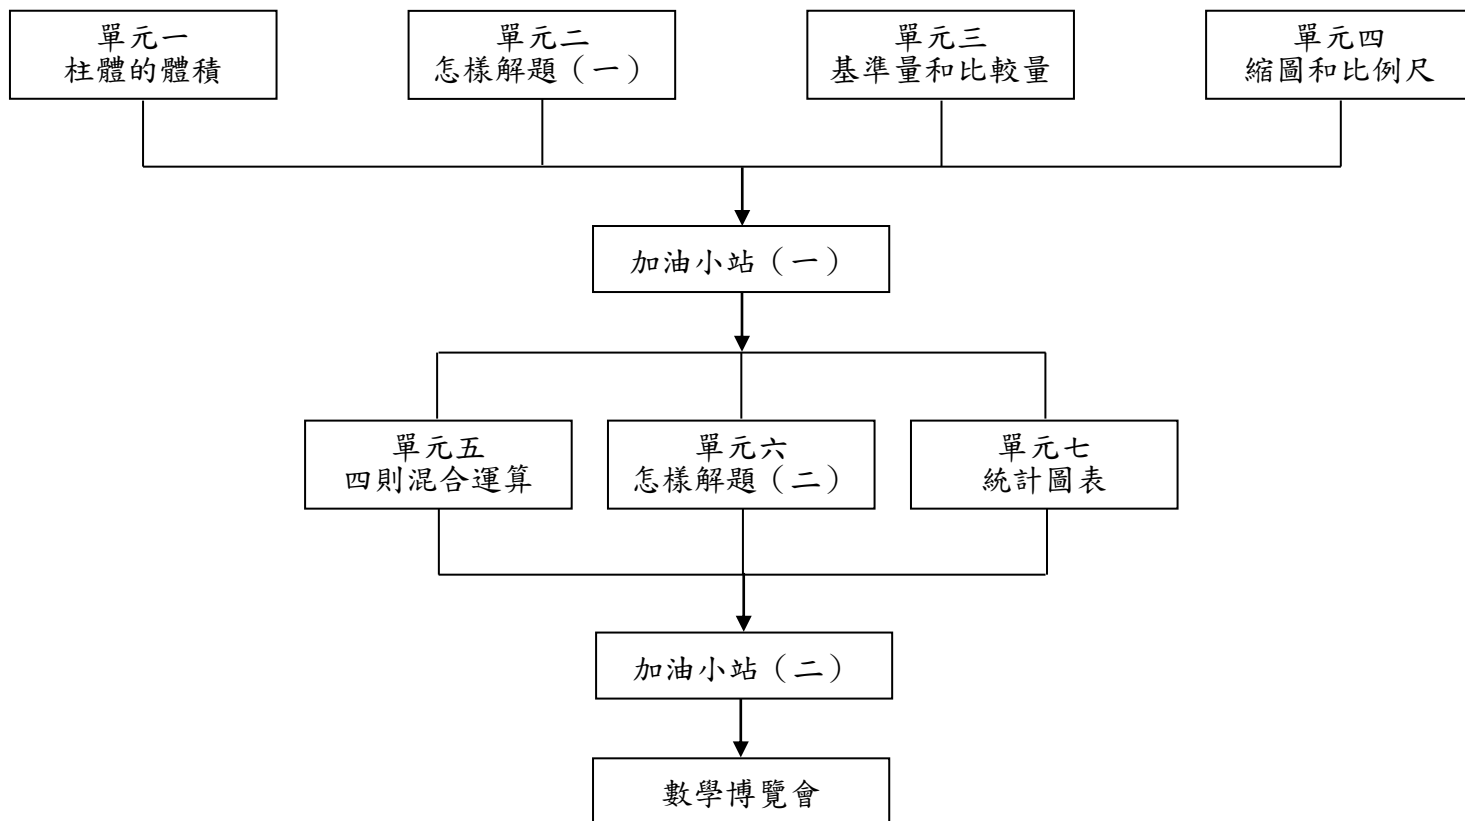 單元一
柱體的體積
單元二
怎樣解題（一）
單元三
基準量和比較量
單元四
縮圖和比例尺
加油小站（一）
單元五
四則混合運算
單元六
怎樣解題（二）
單元七
統計圖表
加油小站（二）
數學博覽會